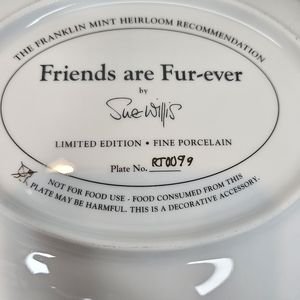 THE FRANKLIN MINT HEIRLOOM RECOMMENDATION
Friends are Fur-ever
by
Sue Willis
LIMITED EDITION • FINE PORCELAIN
Plate No. RT0099
NOT FOR FOOD USE - FOOD CONSUMED FROM THIS
PLATE MAY BE HARMFUL. THIS IS A DECORATIVE ACCESSORY.